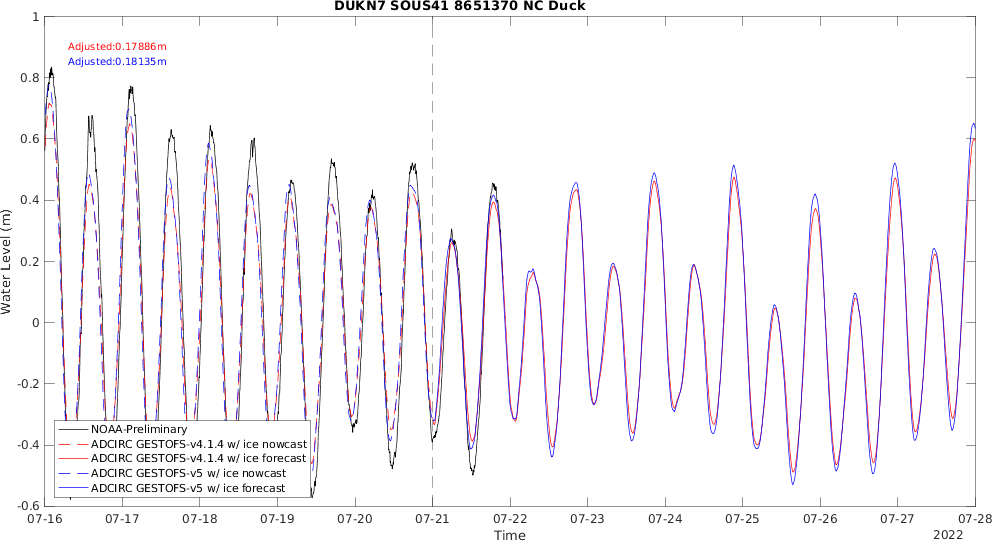 DUKN7 SOUS41 8651370 NC Duck
Adjusted:0.17886m
Adjusted:0.18135m
1
0.8
0.6
0.4
0.2
0
-0.2
-0.4
-0.6
Water Level (m)
NOAA-Preliminary
ADCIRC GESTOFS-v4.1.4 w/ ice nowcast
ADCIRC GESTOFS-v4.1.4 w/ ice forecast
ADCIRC GESTOFS-v5 w/ ice nowcast
ADCIRC GESTOFS-v5 w/ ice forecast
07-16 07-17 07-18 07-19 07-20 07-21 07-22 07-23 07-24 07-25 07-26 07-27 07-28
Time
2022